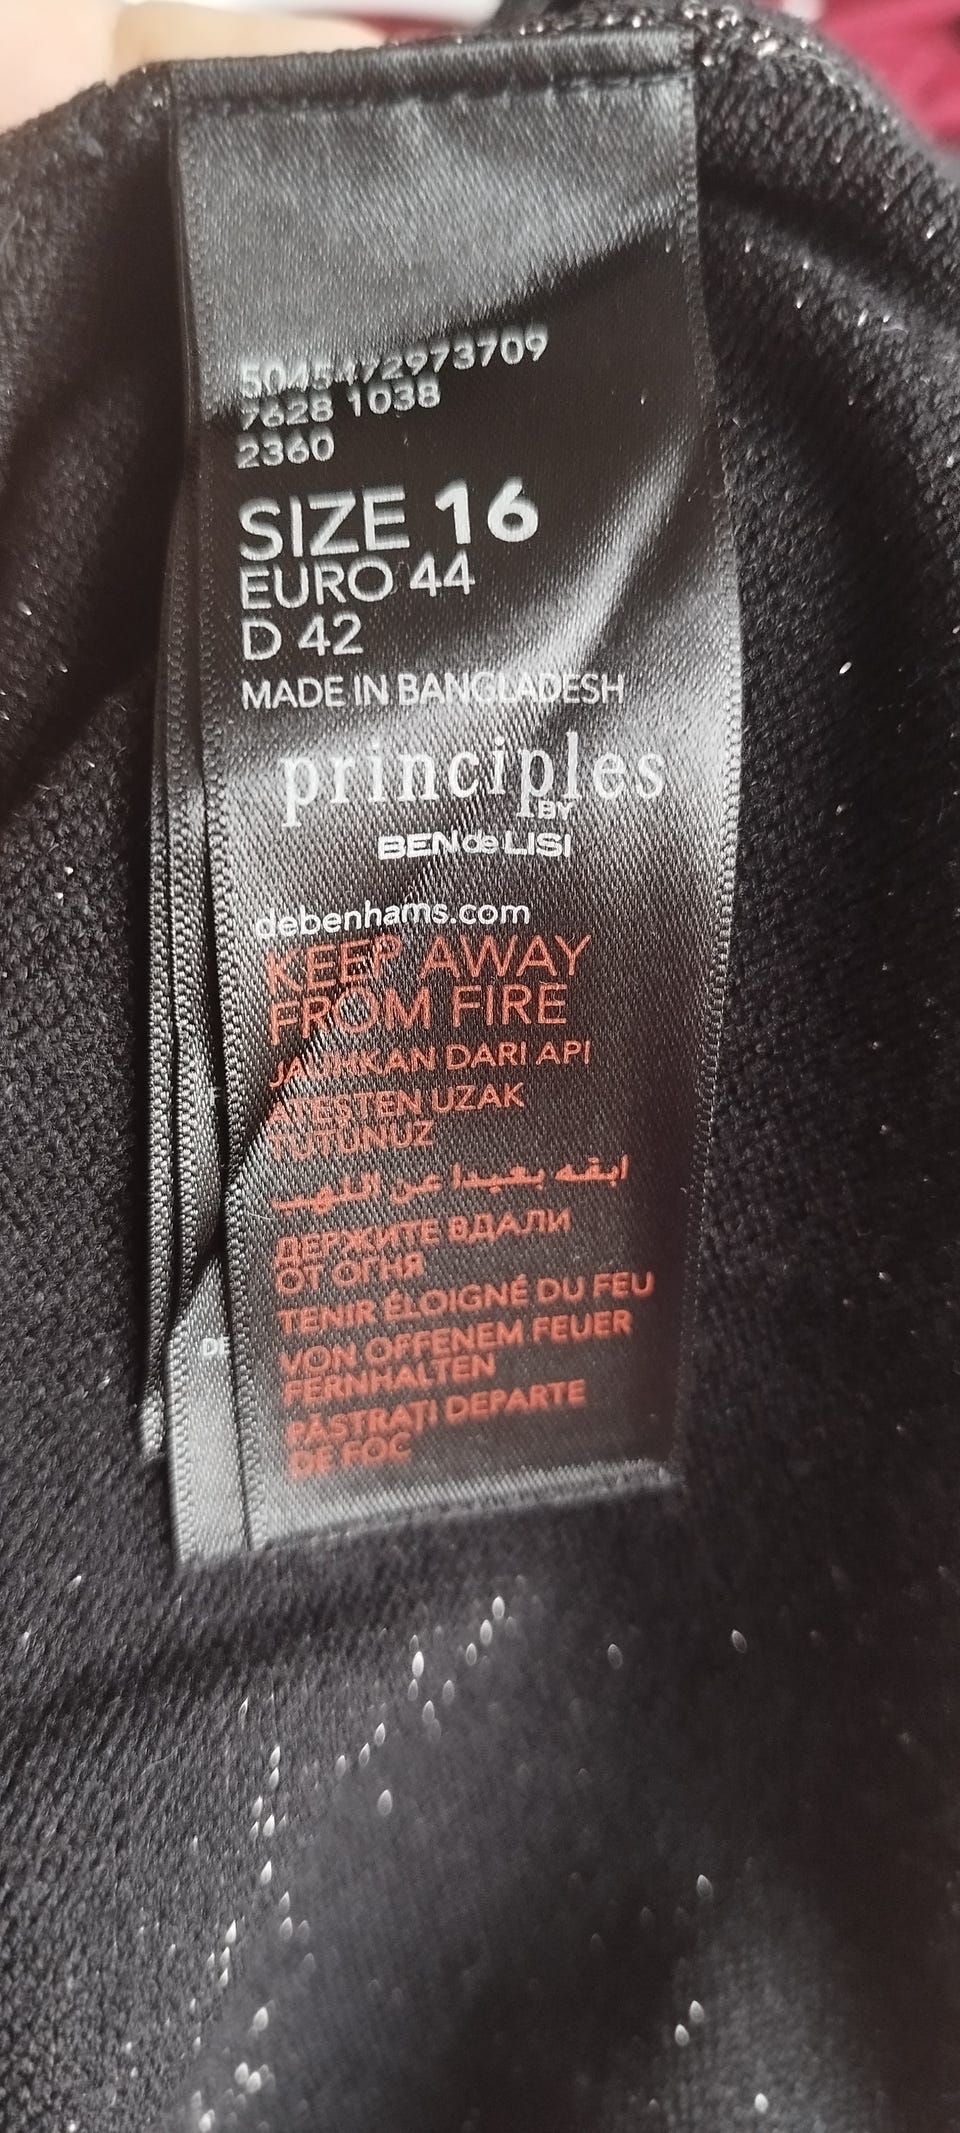 5045472973709
7628 1038
2360
SIZE 16
EURO 44
D 42
MADE IN BANGLADESH
principles
BY
BEN de LISI
debenhams.com
KEEP AWAY
FROM FIRE
JAUHKAN DARI API
ATEŞTEN UZAK
TUTUNUZ
ابقه بعيدا عن اللهب
ДЕРЖИТЕ ВДАЛИ
ОТ ОГНЯ
TENIR ÉLOIGNÉ DU FEU
VON OFFENEM FEUER
FERNHALTEN
PĂSTRAȚI DEPARTE
DE FOC
DE